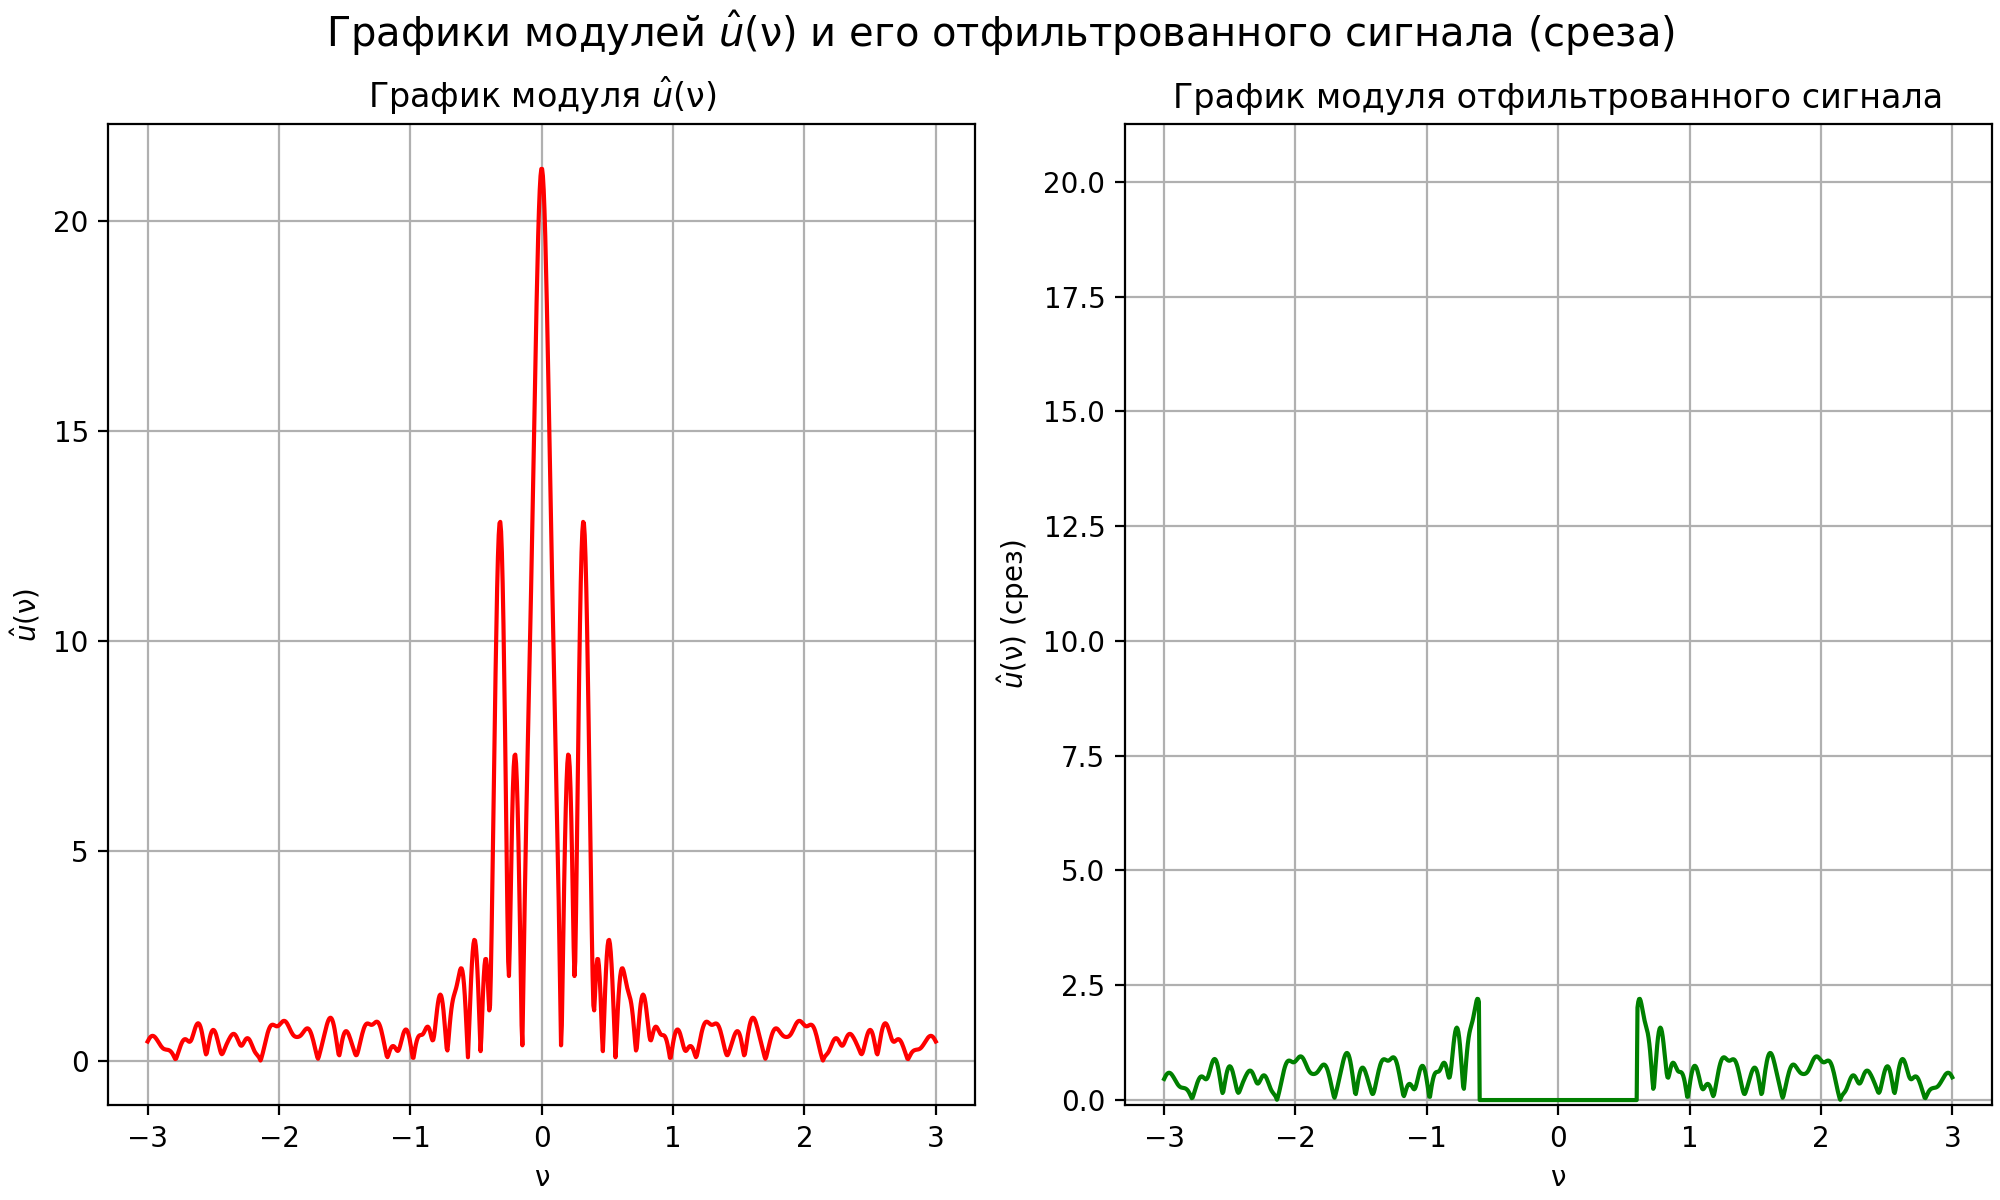 Графики модулей û(ν) и его отфильтрованного сигнала (среза)
График модуля û(ν)
û(ν)
20
15
10
5
0
−3 −2 −1 0 1 2 3
ν
График модуля отфильтрованного сигнала
û(ν) (срез)
20.0
17.5
15.0
12.5
10.0
7.5
5.0
2.5
0.0
−3 −2 −1 0 1 2 3
ν